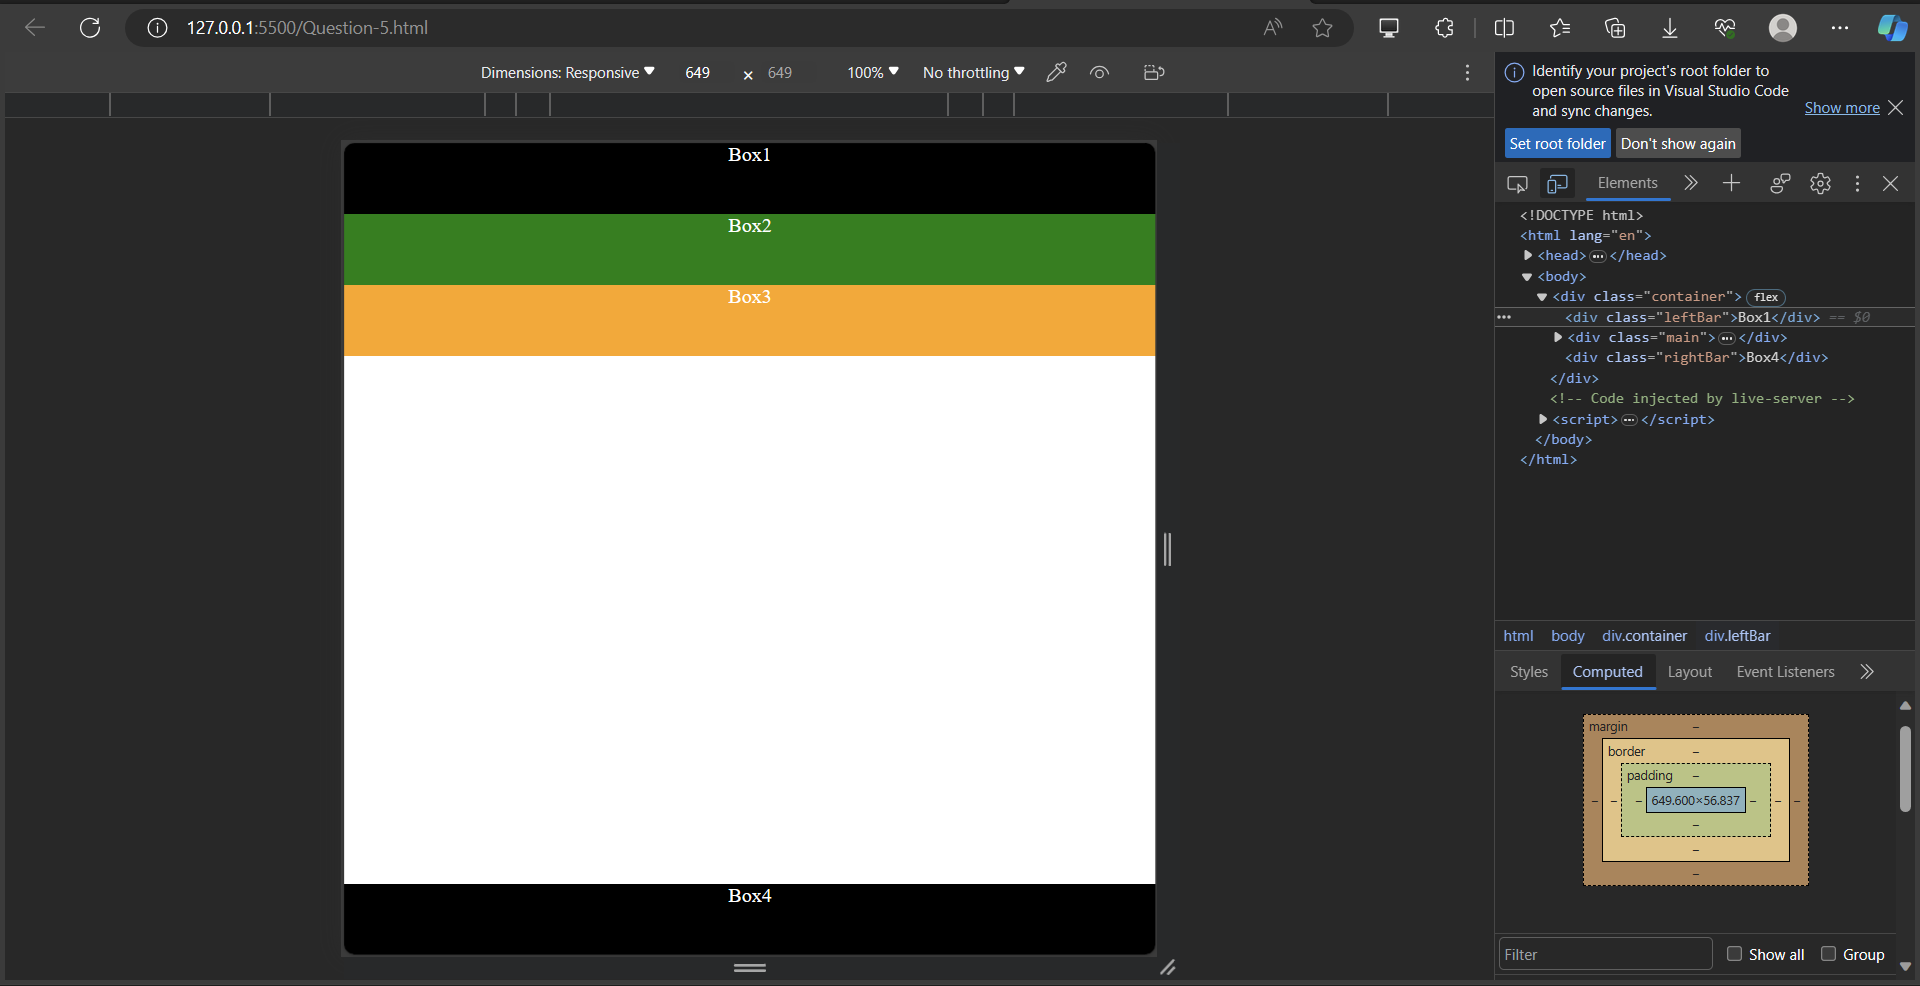 127.0.0.1:5500/Question-5.html
Dimensions: Responsive 649 × 649 100% No throttling
Identify your project's root folder to
open source files in Visual Studio Code
and sync changes.
Show more
Set root folder Don't show again
Elements
Box1
Box2
Box3
Box4
<!DOCTYPE html>
<html lang="en">
<head>…</head>
<body>
<div class="container"> flex
<div class="leftBar">Box1</div> == $0
<div class="main">…</div>
<div class="rightBar">Box4</div>
</div>
<!-- Code injected by live-server -->
<script>…</script>
</body>
</html>
html body div.container div.leftBar
Styles Computed Layout Event Listeners
margin –
border –
padding –
– – – 649.600×56.837 – – –
–
–
–
Filter Show all Group